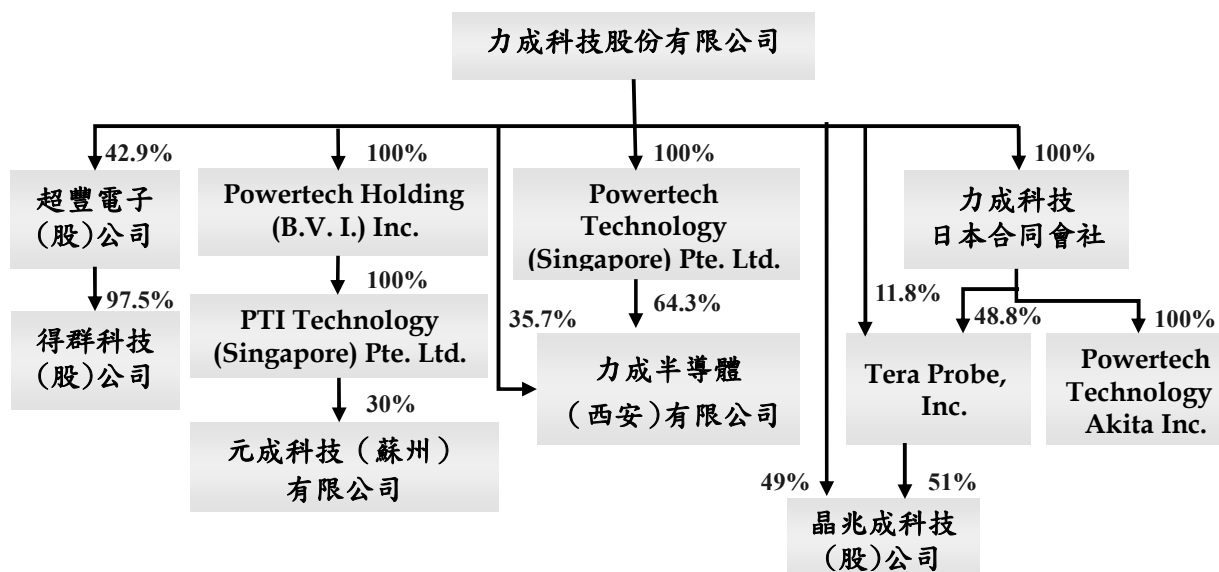 力成科技股份有限公司
42.9%
超豐電子
(股)公司
97.5%
得群科技
(股)公司
100%
Powertech Holding
(B.V. I.) Inc.
100%
PTI Technology
(Singapore) Pte. Ltd.
30%
元成科技（蘇州）
有限公司
100%
Powertech
Technology
(Singapore) Pte. Ltd.
64.3%
35.7%
力成半導體
（西安）有限公司
100%
力成科技
日本合同會社
11.8%
48.8%
Tera Probe,
Inc.
100%
Powertech
Technology
Akita Inc.
49%
51%
晶兆成科技
(股)公司